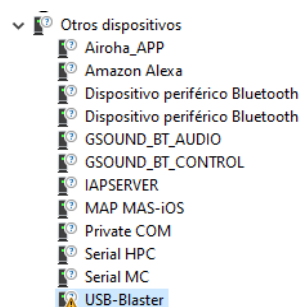 Otros dispositivos
Airoha_APP
Amazon Alexa
Dispositivo periférico Bluetooth
Dispositivo periférico Bluetooth
GSOUND_BT_AUDIO
GSOUND_BT_CONTROL
IAPSERVER
MAP MAS-iOS
Private COM
Serial HPC
Serial MC
USB-Blaster